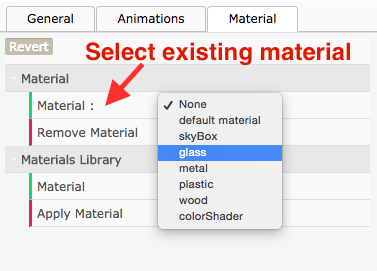 General Animations Material
Revert
Select existing material
Material
Material :
✓ None
default material
skyBox
glass
metal
plastic
wood
colorShader
Remove Material
Materials Library
Material
Apply Material